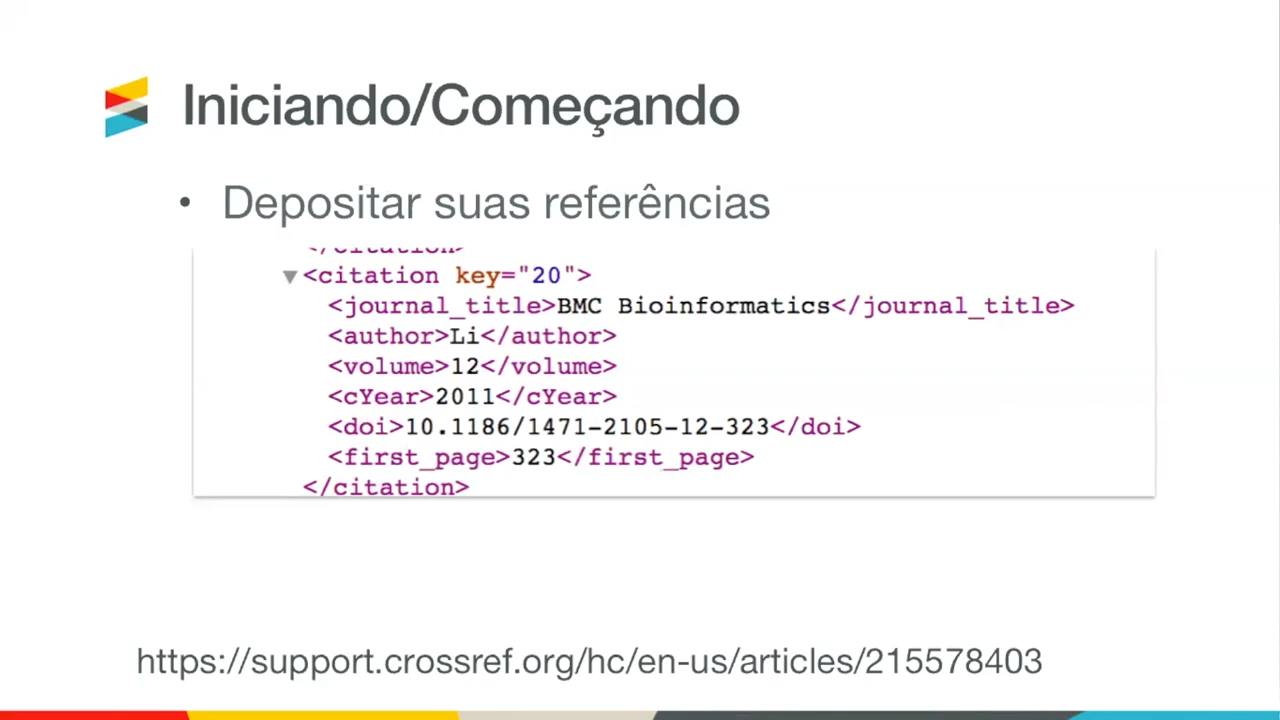 Iniciando/Começando
• Depositar suas referências
</citation>
▼<citation key="20">
<journal_title>BMC Bioinformatics</journal_title>
<author>Li</author>
<volume>12</volume>
<cYear>2011</cYear>
<doi>10.1186/1471-2105-12-323</doi>
<first_page>323</first_page>
</citation>
https://support.crossref.org/hc/en-us/articles/215578403